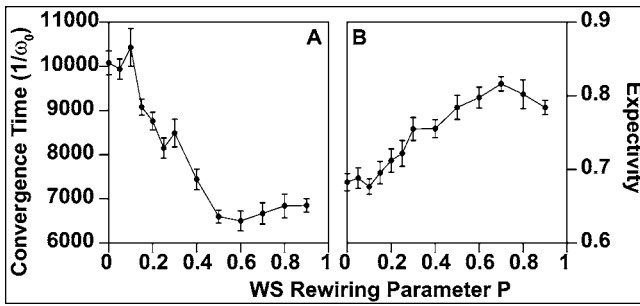 A
B
Convergence Time (1/ω₀)
11000
10000
9000
8000
7000
6000
0 0.2 0.4 0.6 0.8 1
0 0.2 0.4 0.6 0.8 1
0.9
0.8
0.7
0.6
Expectivity
WS Rewiring Parameter P